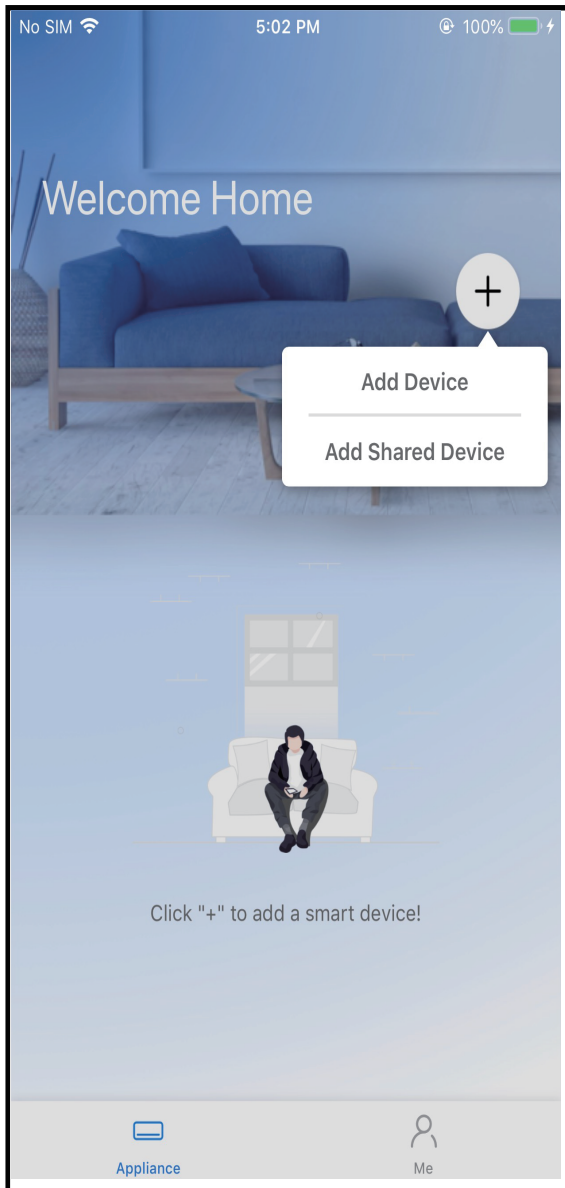 No SIM 5:02 PM 100%
Welcome Home
+
Add Device
Add Shared Device
Click "+" to add a smart device!
Appliance Me